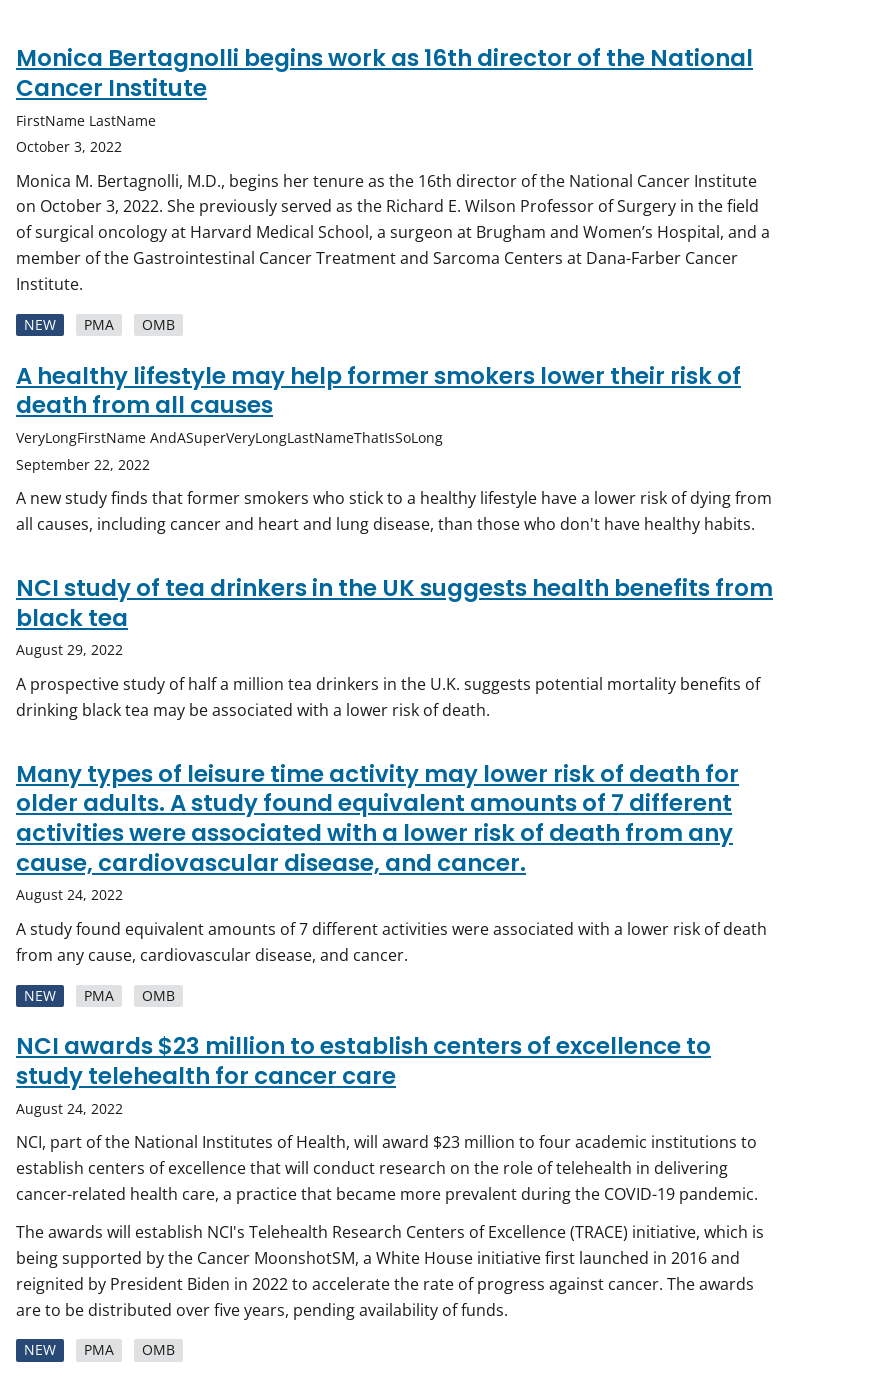 Monica Bertagnolli begins work as 16th director of the National
Cancer Institute
FirstName LastName
October 3, 2022
Monica M. Bertagnolli, M.D., begins her tenure as the 16th director of the National Cancer Institute
on October 3, 2022. She previously served as the Richard E. Wilson Professor of Surgery in the field
of surgical oncology at Harvard Medical School, a surgeon at Brugham and Women’s Hospital, and a
member of the Gastrointestinal Cancer Treatment and Sarcoma Centers at Dana-Farber Cancer
Institute.
NEW PMA OMB
A healthy lifestyle may help former smokers lower their risk of
death from all causes
VeryLongFirstName AndASuperVeryLongLastNameThatIsSoLong
September 22, 2022
A new study finds that former smokers who stick to a healthy lifestyle have a lower risk of dying from
all causes, including cancer and heart and lung disease, than those who don't have healthy habits.
NCI study of tea drinkers in the UK suggests health benefits from
black tea
August 29, 2022
A prospective study of half a million tea drinkers in the U.K. suggests potential mortality benefits of
drinking black tea may be associated with a lower risk of death.
Many types of leisure time activity may lower risk of death for
older adults. A study found equivalent amounts of 7 different
activities were associated with a lower risk of death from any
cause, cardiovascular disease, and cancer.
August 24, 2022
A study found equivalent amounts of 7 different activities were associated with a lower risk of death
from any cause, cardiovascular disease, and cancer.
NEW PMA OMB
NCI awards $23 million to establish centers of excellence to
study telehealth for cancer care
August 24, 2022
NCI, part of the National Institutes of Health, will award $23 million to four academic institutions to
establish centers of excellence that will conduct research on the role of telehealth in delivering
cancer-related health care, a practice that became more prevalent during the COVID-19 pandemic.
The awards will establish NCI's Telehealth Research Centers of Excellence (TRACE) initiative, which is
being supported by the Cancer MoonshotSM, a White House initiative first launched in 2016 and
reignited by President Biden in 2022 to accelerate the rate of progress against cancer. The awards
are to be distributed over five years, pending availability of funds.
NEW PMA OMB